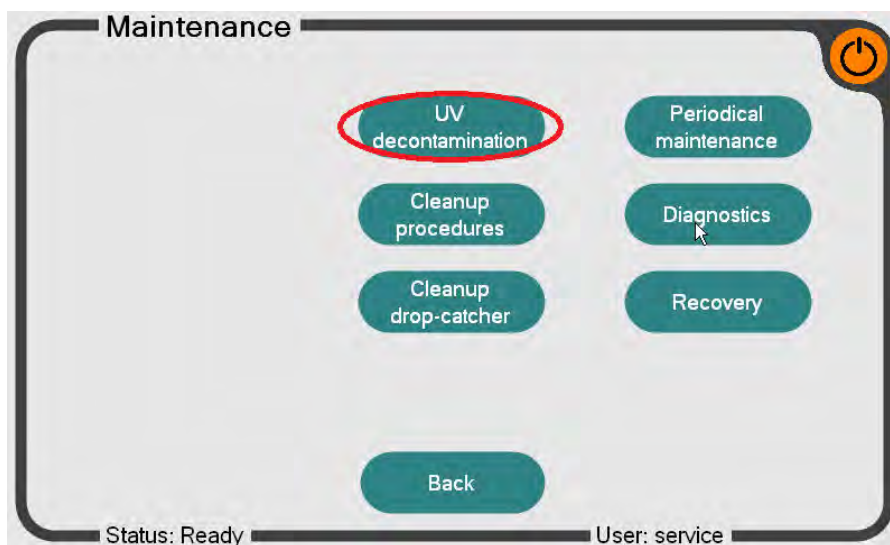 Maintenance
UV
decontamination
Periodical
maintenance
Cleanup
procedures
Diagnostics
Cleanup
drop-catcher
Recovery
Back
Status: Ready
User: service